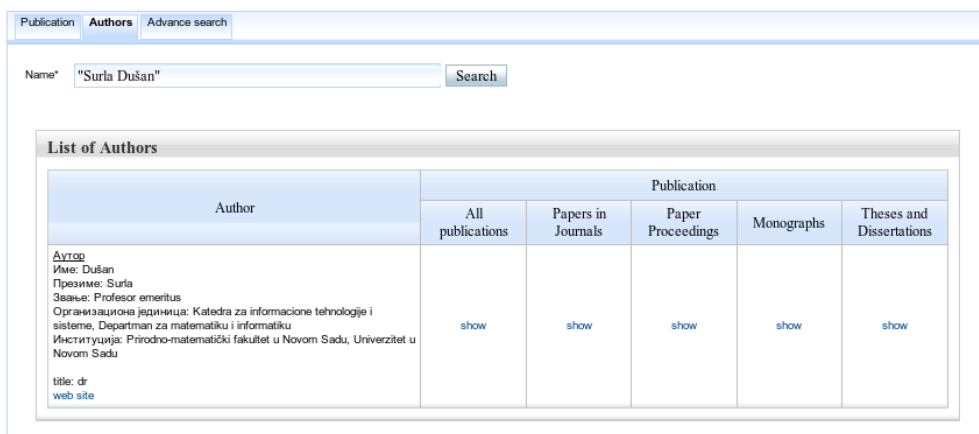 Publication Authors Advance search
Name* "Surla Dušan" Search
List of Authors
Author
Publication
All publications
Papers in Journals
Paper Proceedings
Monographs
Theses and Dissertations
Аутор
Име: Dušan
Презиме: Surla
Звање: Profesor emeritus
Организациона јединица: Katedra za informacione tehnologije i
sisteme, Departman za matematiku i informatiku
Институција: Prirodno-matematički fakultet u Novom Sadu, Univerzitet u
Novom Sadu
title: dr
web site
show show show show show